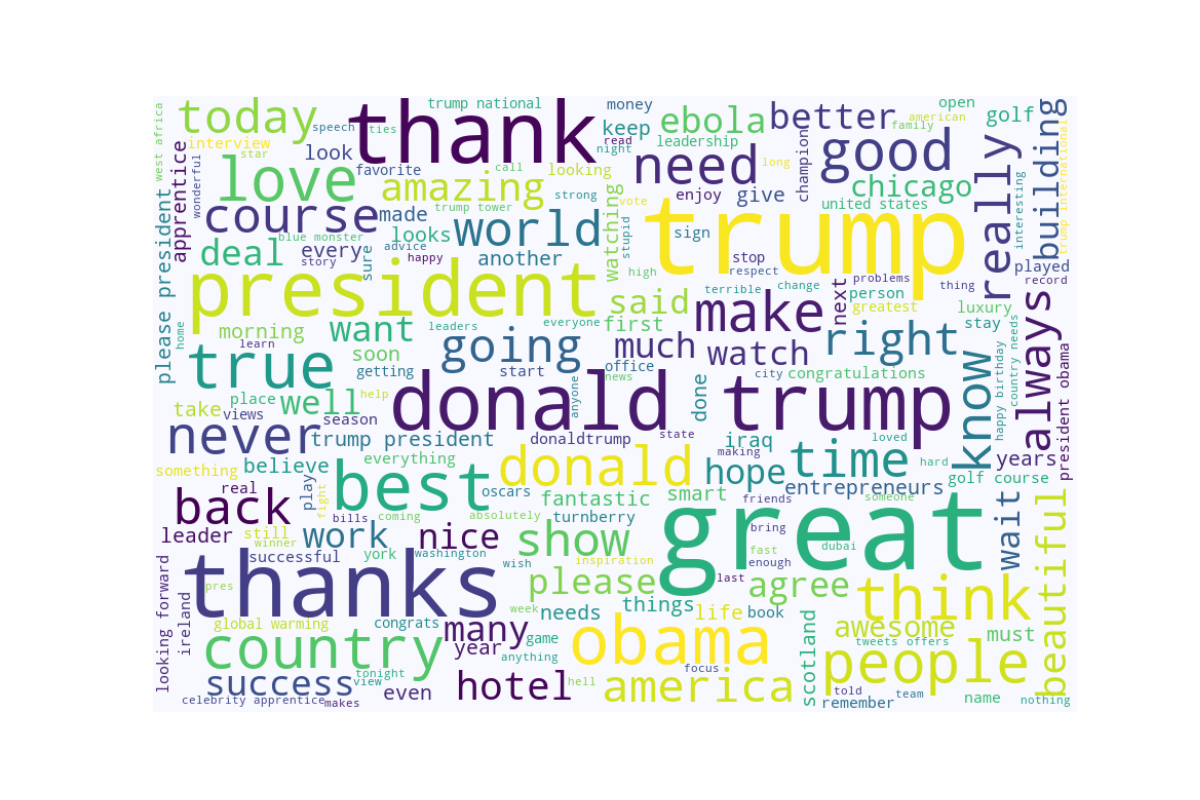 today
thank
trump national
money
ebola
better
open
golf
building
west africa
speech
ties
keep
read
leadership
champion
american
family
interview
star
look
favorite
call
looking
night
need
long
good
really
trump international
apprentice
wonderful
love
amazing
strong
enjoy
give
vote
chicago
united states
interesting
please president
course
made
trump tower
world
watching
stupid
trump
sign
deal
blue monster
every
sure
looks
advice
happy
another
story
president
high
stop
respect
problems
thing
played
record
said
terrible
change
next
person
greatest
luxury
home
morning
learn
want
leaders
everyone
first
make
stay
country needs
happy birthday
always
president obama
true
soon
getting
going
start
much
office
news
watch
right
know
city
congratulations
place
well
help
donald trump
anyone
done
take
views
season
never
trump president
donaldtrump
state
iraq
making
loved
time
hard
years
something
believe
everything
donald
hope
golf course
real
play
fight
best
oscars
fantastic
smart
entrepreneurs
someone
back
bills
coming
absolutely
turnberry
friends
bring
great
wait
beautiful
leader
still
winner
work
nice
show
fast
dubai
successful
york
washington
wish
inspiration
enough
looking forward
ireland
pres
thanks
please
last
agree
think
week
needs
things
life
book
global warming
congrats
many
game
obama
scotland
awesome
must
tweets offers
country
year
anything
people
tonight
focus
success
view
even
hotel
hell
america
told
remember
team
name
nothing
celebrity apprentice
makes